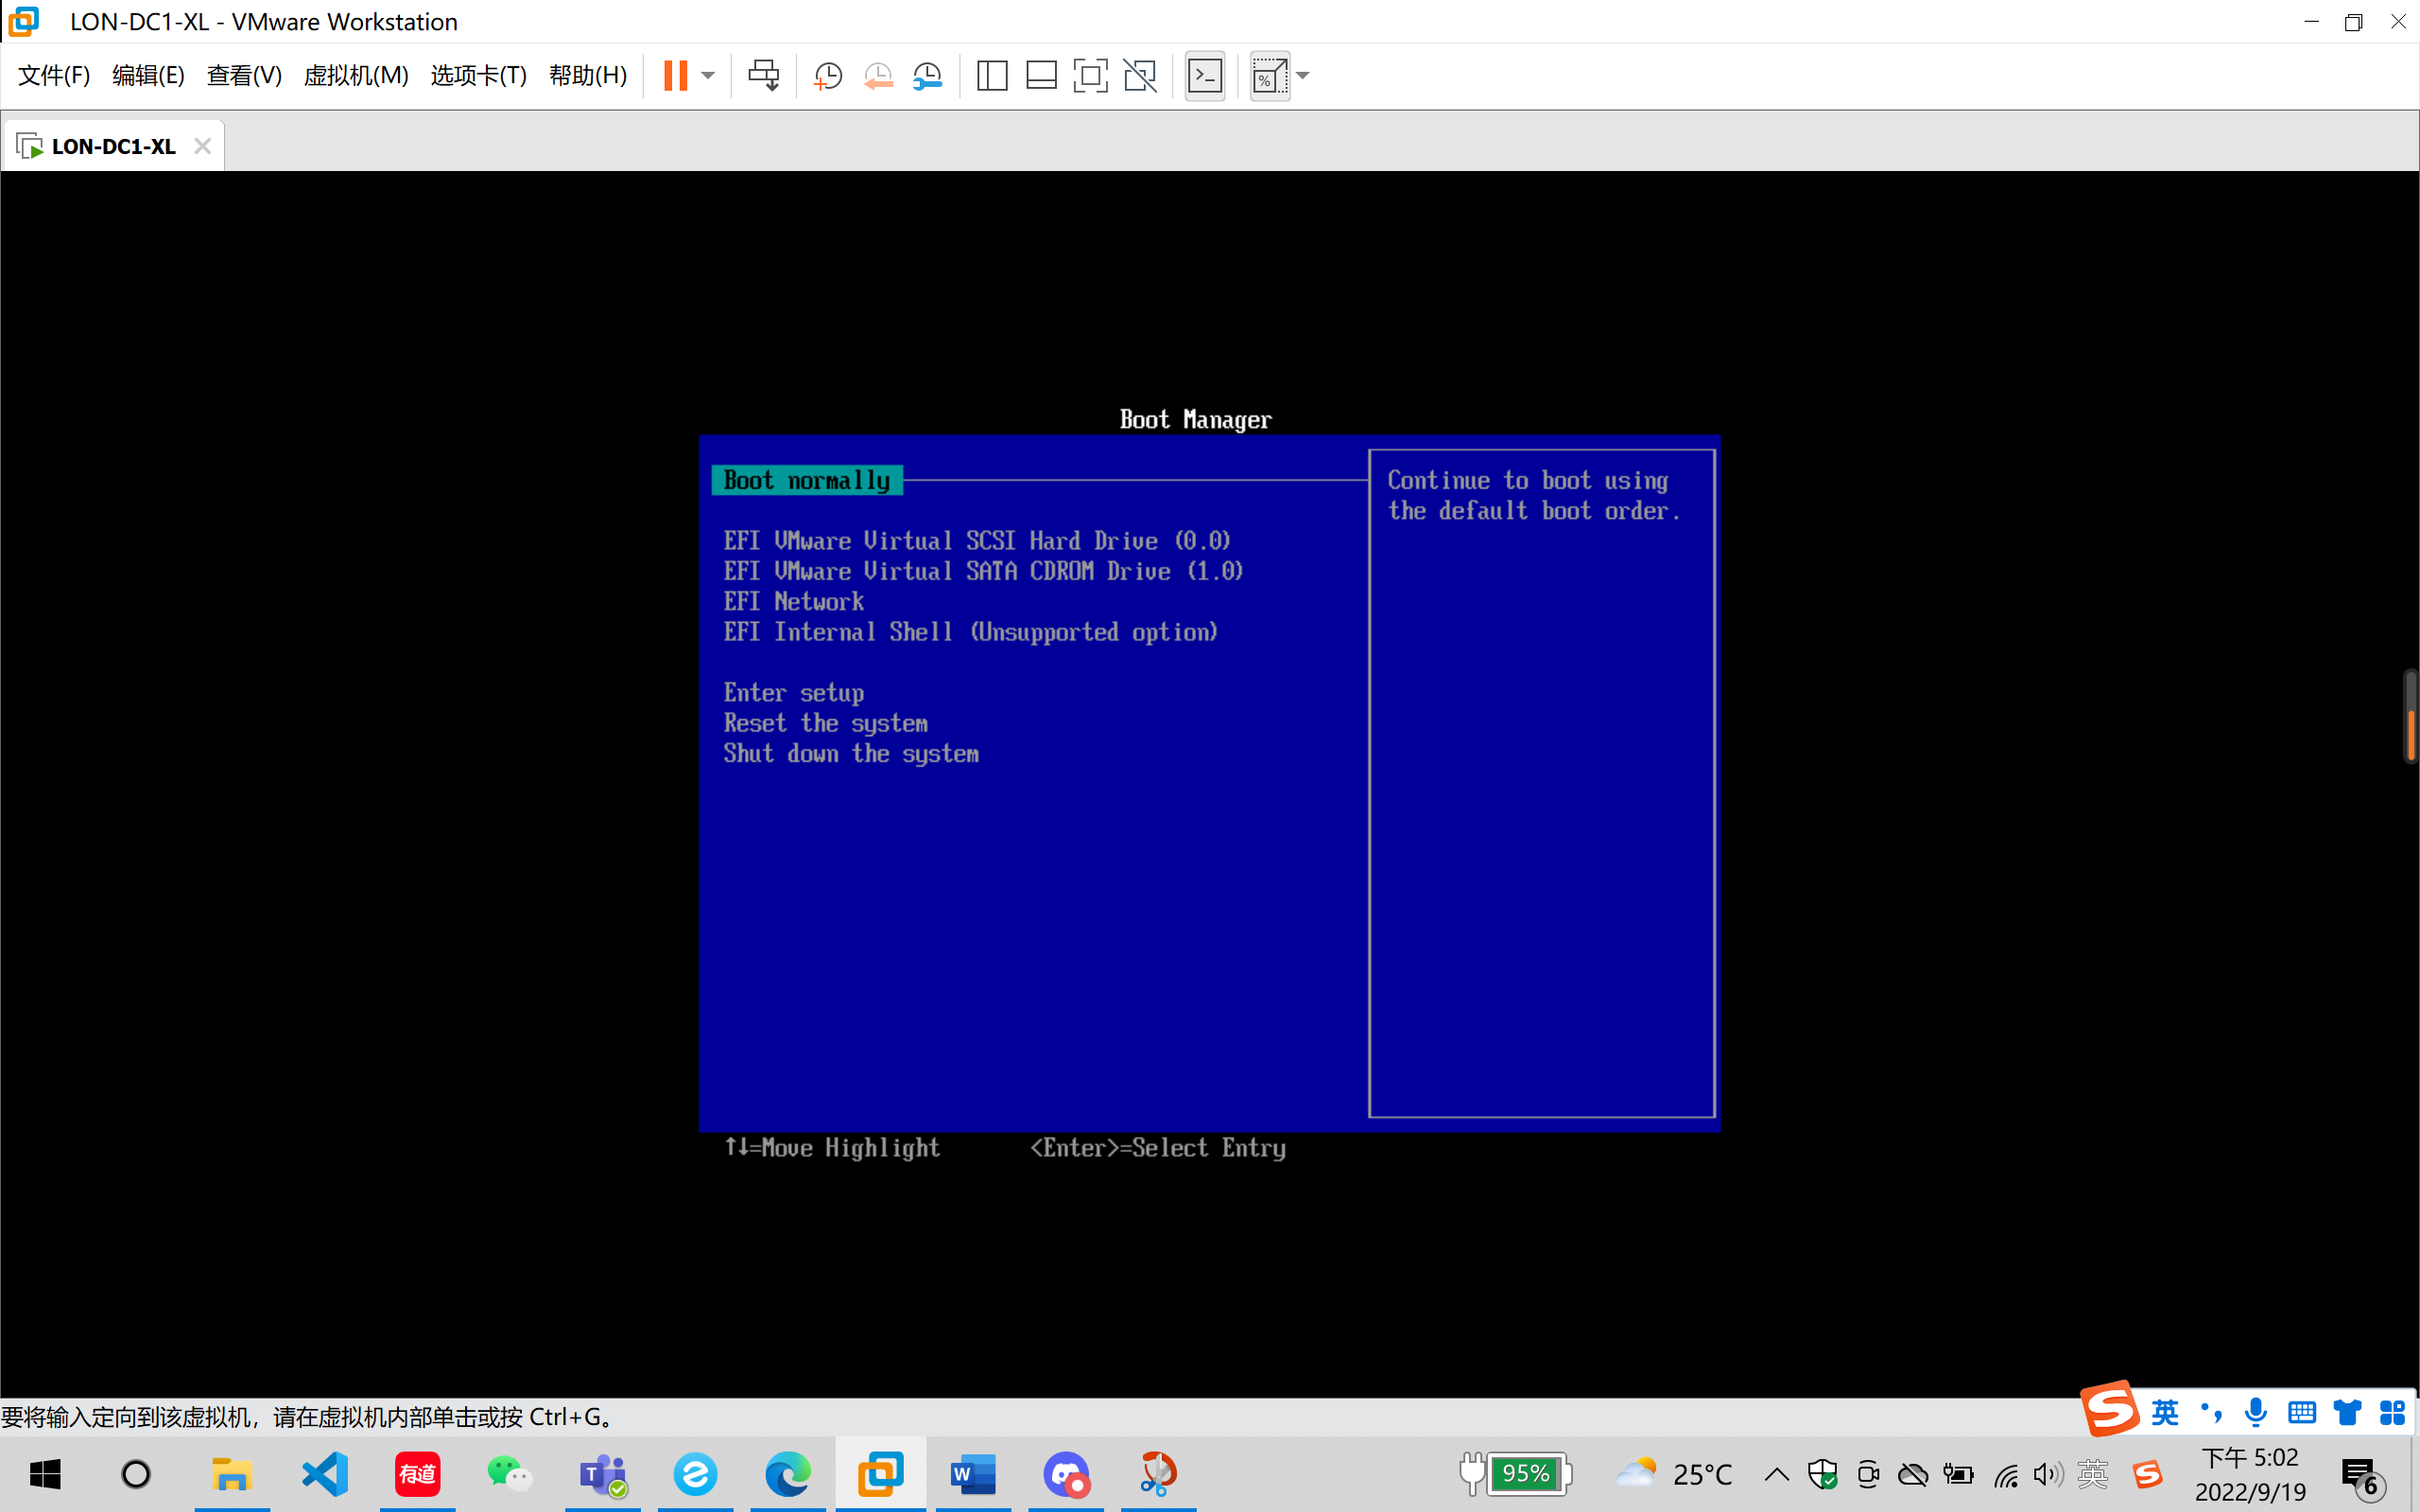 LON-DC1-XL - VMware Workstation
文件(F) 编辑(E) 查看(V) 虚拟机(M) 选项卡(T) 帮助(H)
%
LON-DC1-XL
Boot Manager
Boot normally
Continue to boot using
the default boot order.
EFI VMware Virtual SCSI Hard Drive (0.0)
EFI VMware Virtual SATA CDROM Drive (1.0)
EFI Network
EFI Internal Shell (Unsupported option)
Enter setup
Reset the system
Shut down the system
↑↓=Move Highlight <Enter>=Select Entry
要将输入定向到该虚拟机，请在虚拟机内部单击或按 Ctrl+G。
英
有道
T
W
95%
25°C
英
下午 5:02
2022/9/19
6